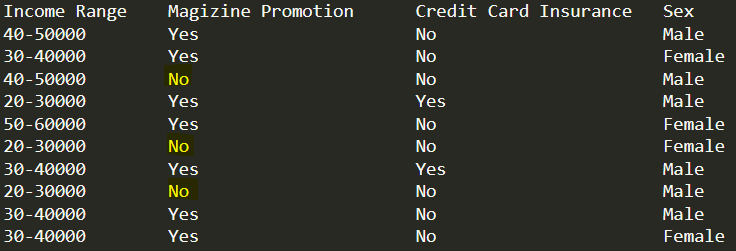 Income Range Magizine Promotion Credit Card Insurance Sex
40-50000 Yes No Male
30-40000 Yes No Female
40-50000 No No Male
20-30000 Yes Yes Male
50-60000 Yes No Female
20-30000 No No Female
30-40000 Yes Yes Male
20-30000 No No Male
30-40000 Yes No Male
30-40000 Yes No Female